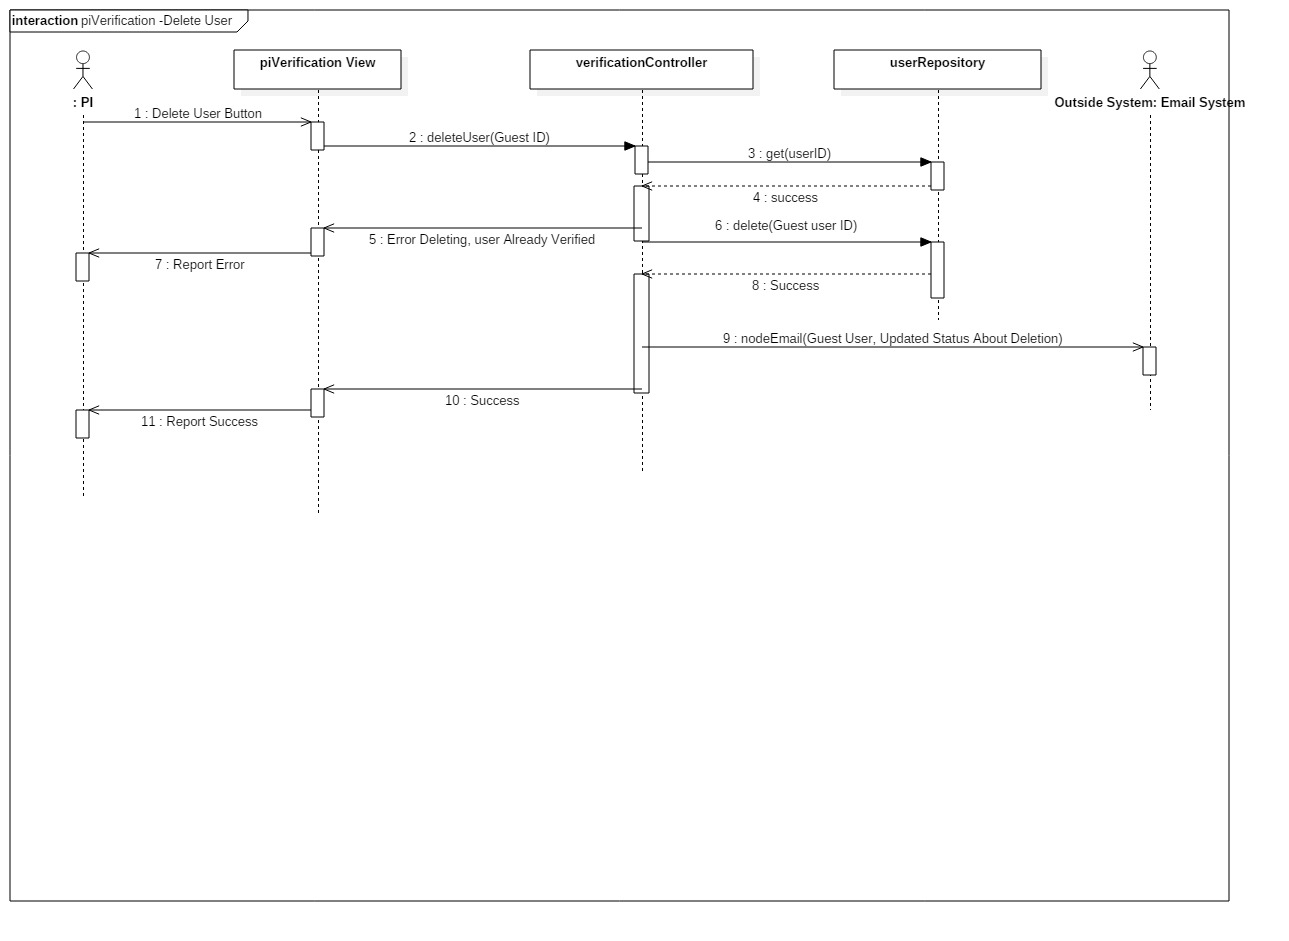 interaction piVerification -Delete User
piVerification View
verificationController
userRepository
: PI
Outside System: Email System
1 : Delete User Button
2 : deleteUser(Guest ID)
3 : get(userID)
4 : success
5 : Error Deleting, user Already Verified
6 : delete(Guest user ID)
7 : Report Error
8 : Success
9 : nodeEmail(Guest User, Updated Status About Deletion)
10 : Success
11 : Report Success